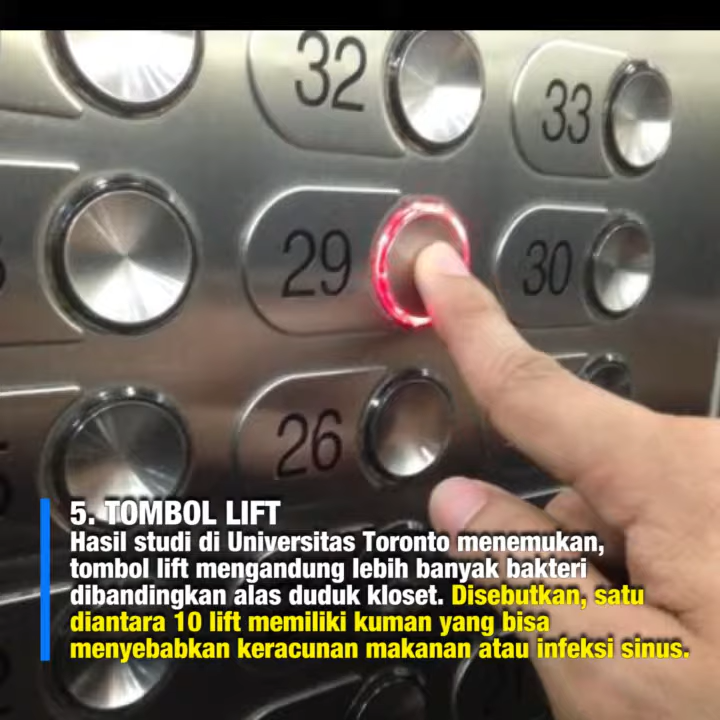 32
33
29
30
26
5. TOMBOL LIFT
Hasil studi di Universitas Toronto menemukan,
tombol lift mengandung lebih banyak bakteri
dibandingkan alas duduk kloset. Disebutkan, satu
diantara 10 lift memiliki kuman yang bisa
menyebabkan keracunan makanan atau infeksi sinus.